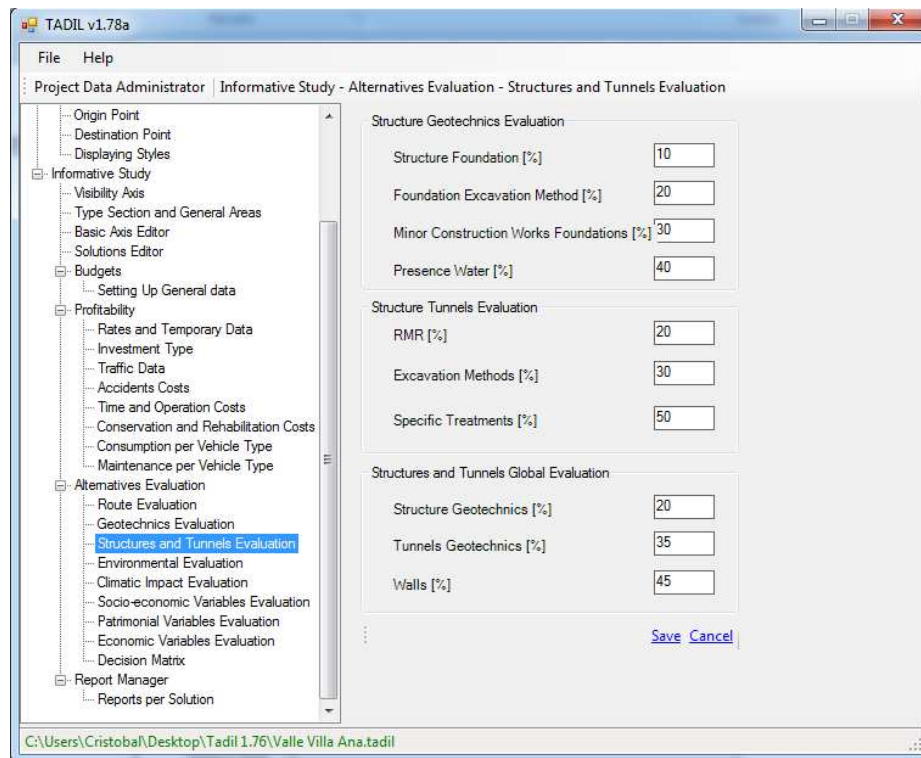 TADIL v1.78a
File Help
Project Data Administrator Informative Study - Alternatives Evaluation - Structures and Tunnels Evaluation
Origin Point
Destination Point
Displaying Styles
Informative Study
Visibility Axis
Type Section and General Areas
Basic Axis Editor
Solutions Editor
Budgets
Setting Up General data
Profitability
Rates and Temporary Data
Investment Type
Traffic Data
Accidents Costs
Time and Operation Costs
Conservation and Rehabilitation Costs
Consumption per Vehicle Type
Maintenance per Vehicle Type
Alternatives Evaluation
Route Evaluation
Geotechnics Evaluation
Structures and Tunnels Evaluation
Environmental Evaluation
Climatic Impact Evaluation
Socio-economic Variables Evaluation
Patrimonial Variables Evaluation
Economic Variables Evaluation
Decision Matrix
Report Manager
Reports per Solution
Structure Geotechnics Evaluation
Structure Foundation [%] 10
Foundation Excavation Method [%] 20
Minor Construction Works Foundations [%] 30
Presence Water [%] 40
Structure Tunnels Evaluation
RMR [%] 20
Excavation Methods [%] 30
Specific Treatments [%] 50
Structures and Tunnels Global Evaluation
Structure Geotechnics [%] 20
Tunnels Geotechnics [%] 35
Walls [%] 45
Save Cancel
C:\Users\Cristobal\Desktop\Tadil 1.76\Valle Villa Ana.tadil